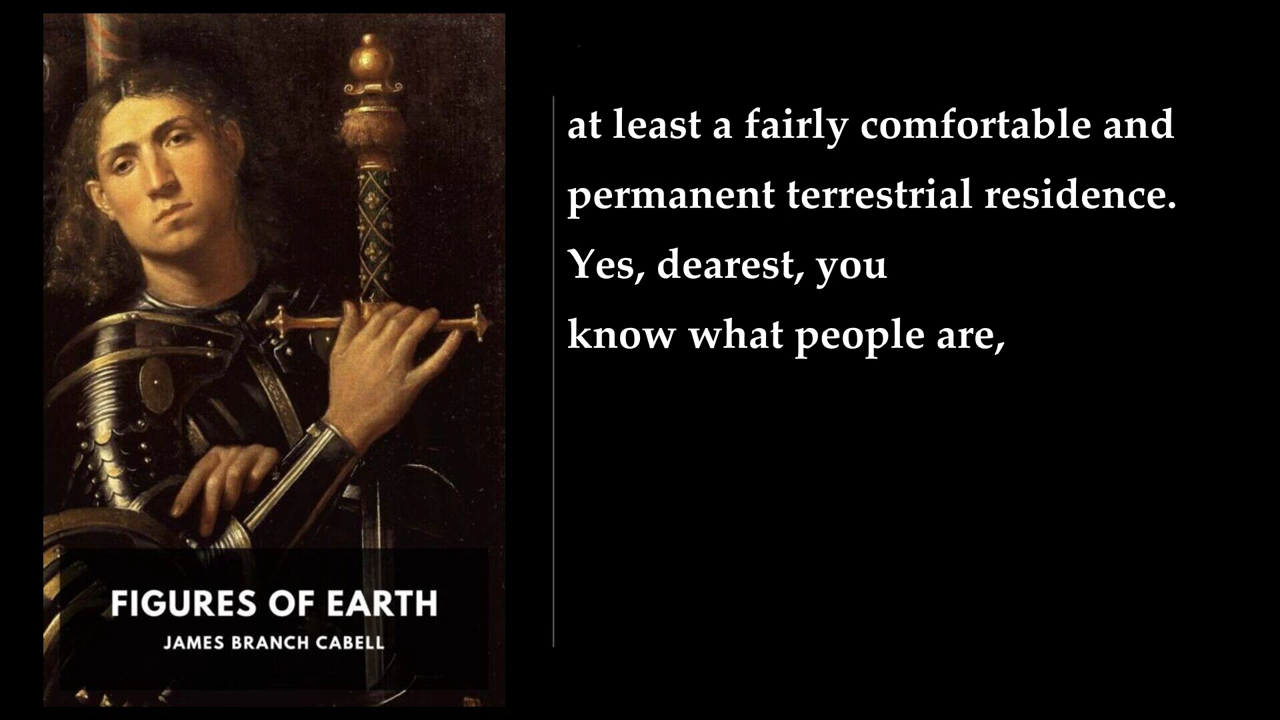 at least a fairly comfortable and
permanent terrestrial residence.
Yes, dearest, you
know what people are,
FIGURES OF EARTH
JAMES BRANCH CABELL